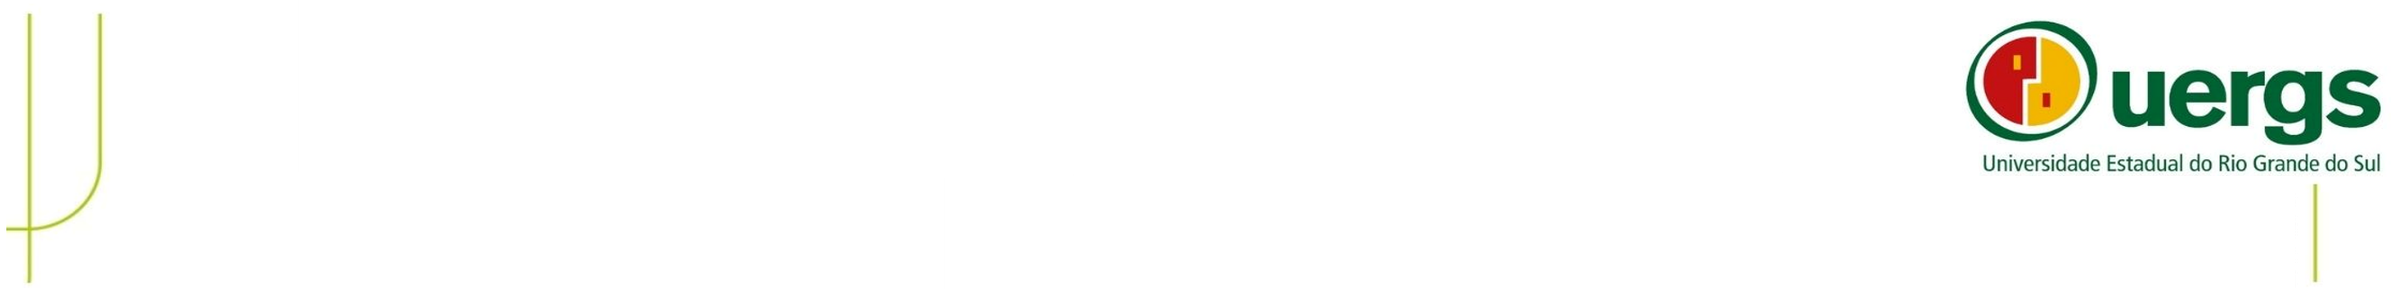 uergs
Universidade Estadual do Rio Grande do Sul